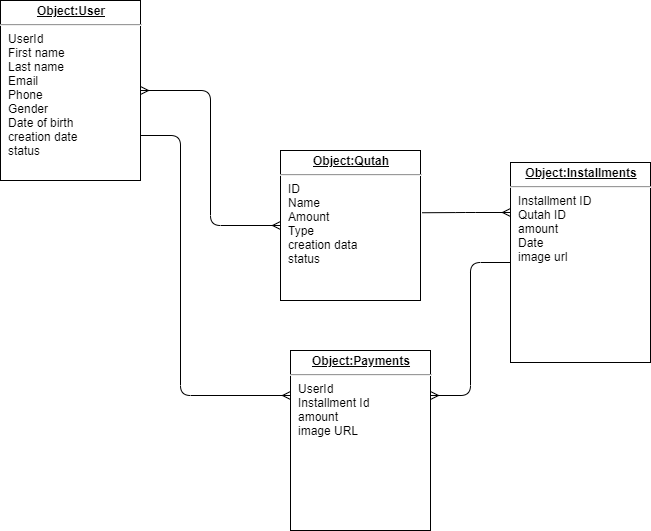 Object:User
UserId
First name
Last name
Email
Phone
Gender
Date of birth
creation date
status
Object:Qutah
ID
Name
Amount
Type
creation data
status
Object:Installments
Installment ID
Qutah ID
amount
Date
image url
Object:Payments
UserId
Installment Id
amount
image URL